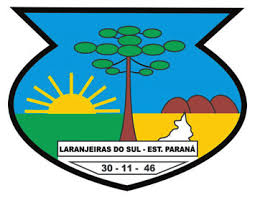 LARANJEIRAS DO SUL - EST. PARANÁ
30 - 11 - 46